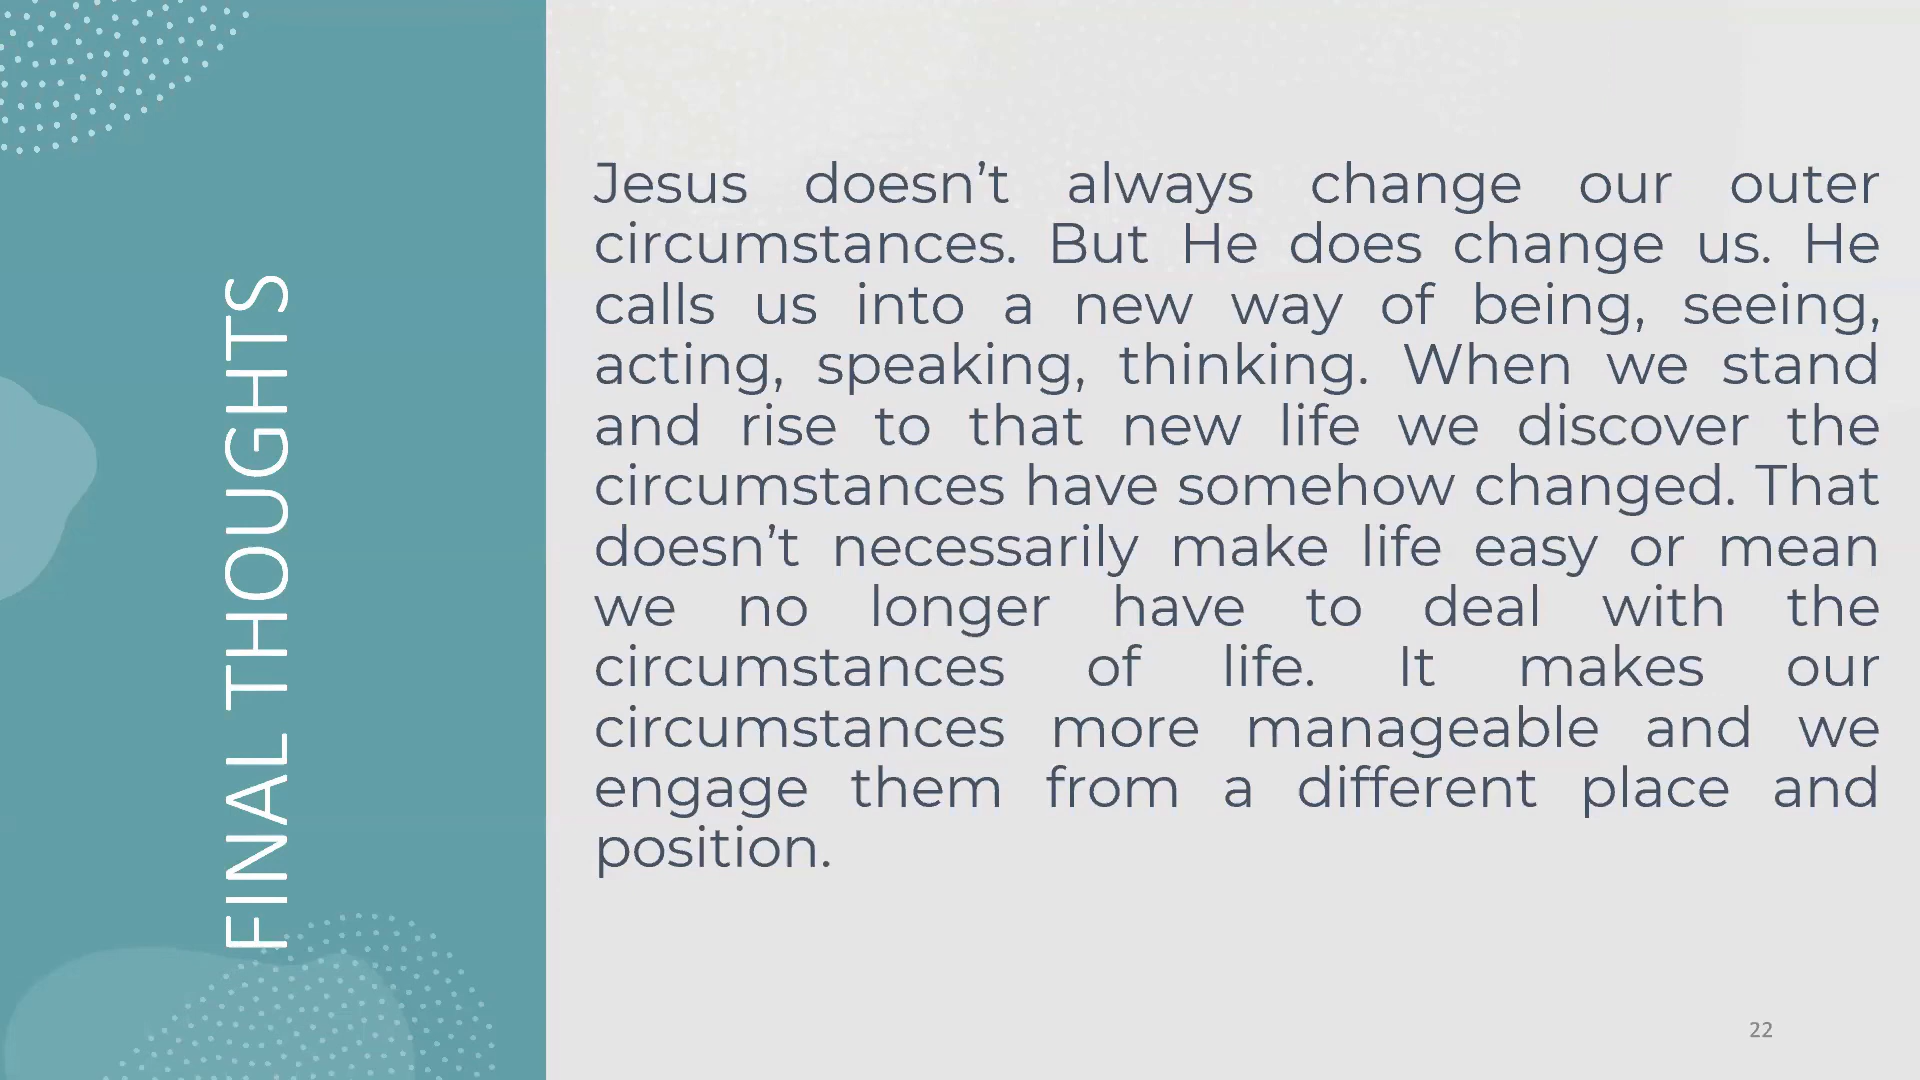 FINAL THOUGHTS
Jesus doesn’t always change our outer
circumstances. But He does change us. He
calls us into a new way of being, seeing,
acting, speaking, thinking. When we stand
and rise to that new life we discover the
circumstances have somehow changed. That
doesn’t necessarily make life easy or mean
we no longer have to deal with the
circumstances of life. It makes our
circumstances more manageable and we
engage them from a different place and
position.
22